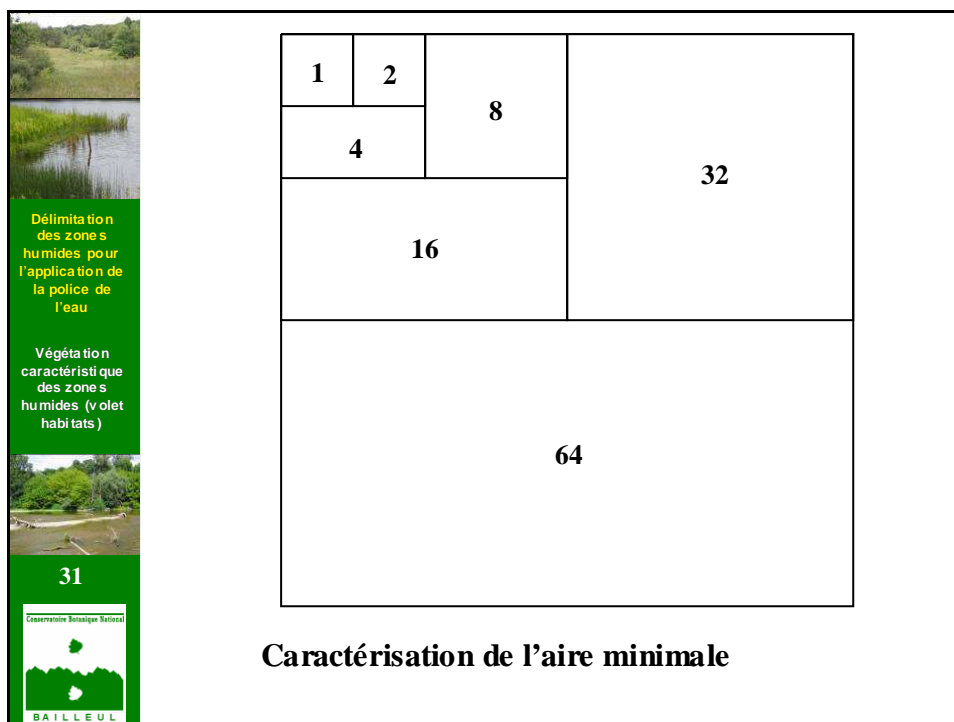 Délimitation
des zones
humides pour
l'application de
la police de
l'eau
Végétation
caractéristique
des zones
humides (volet
habitats)
31
Conservatoire Botanique National
BAILLEUL
1
2
8
4
32
16
64
Caractérisation de l'aire minimale